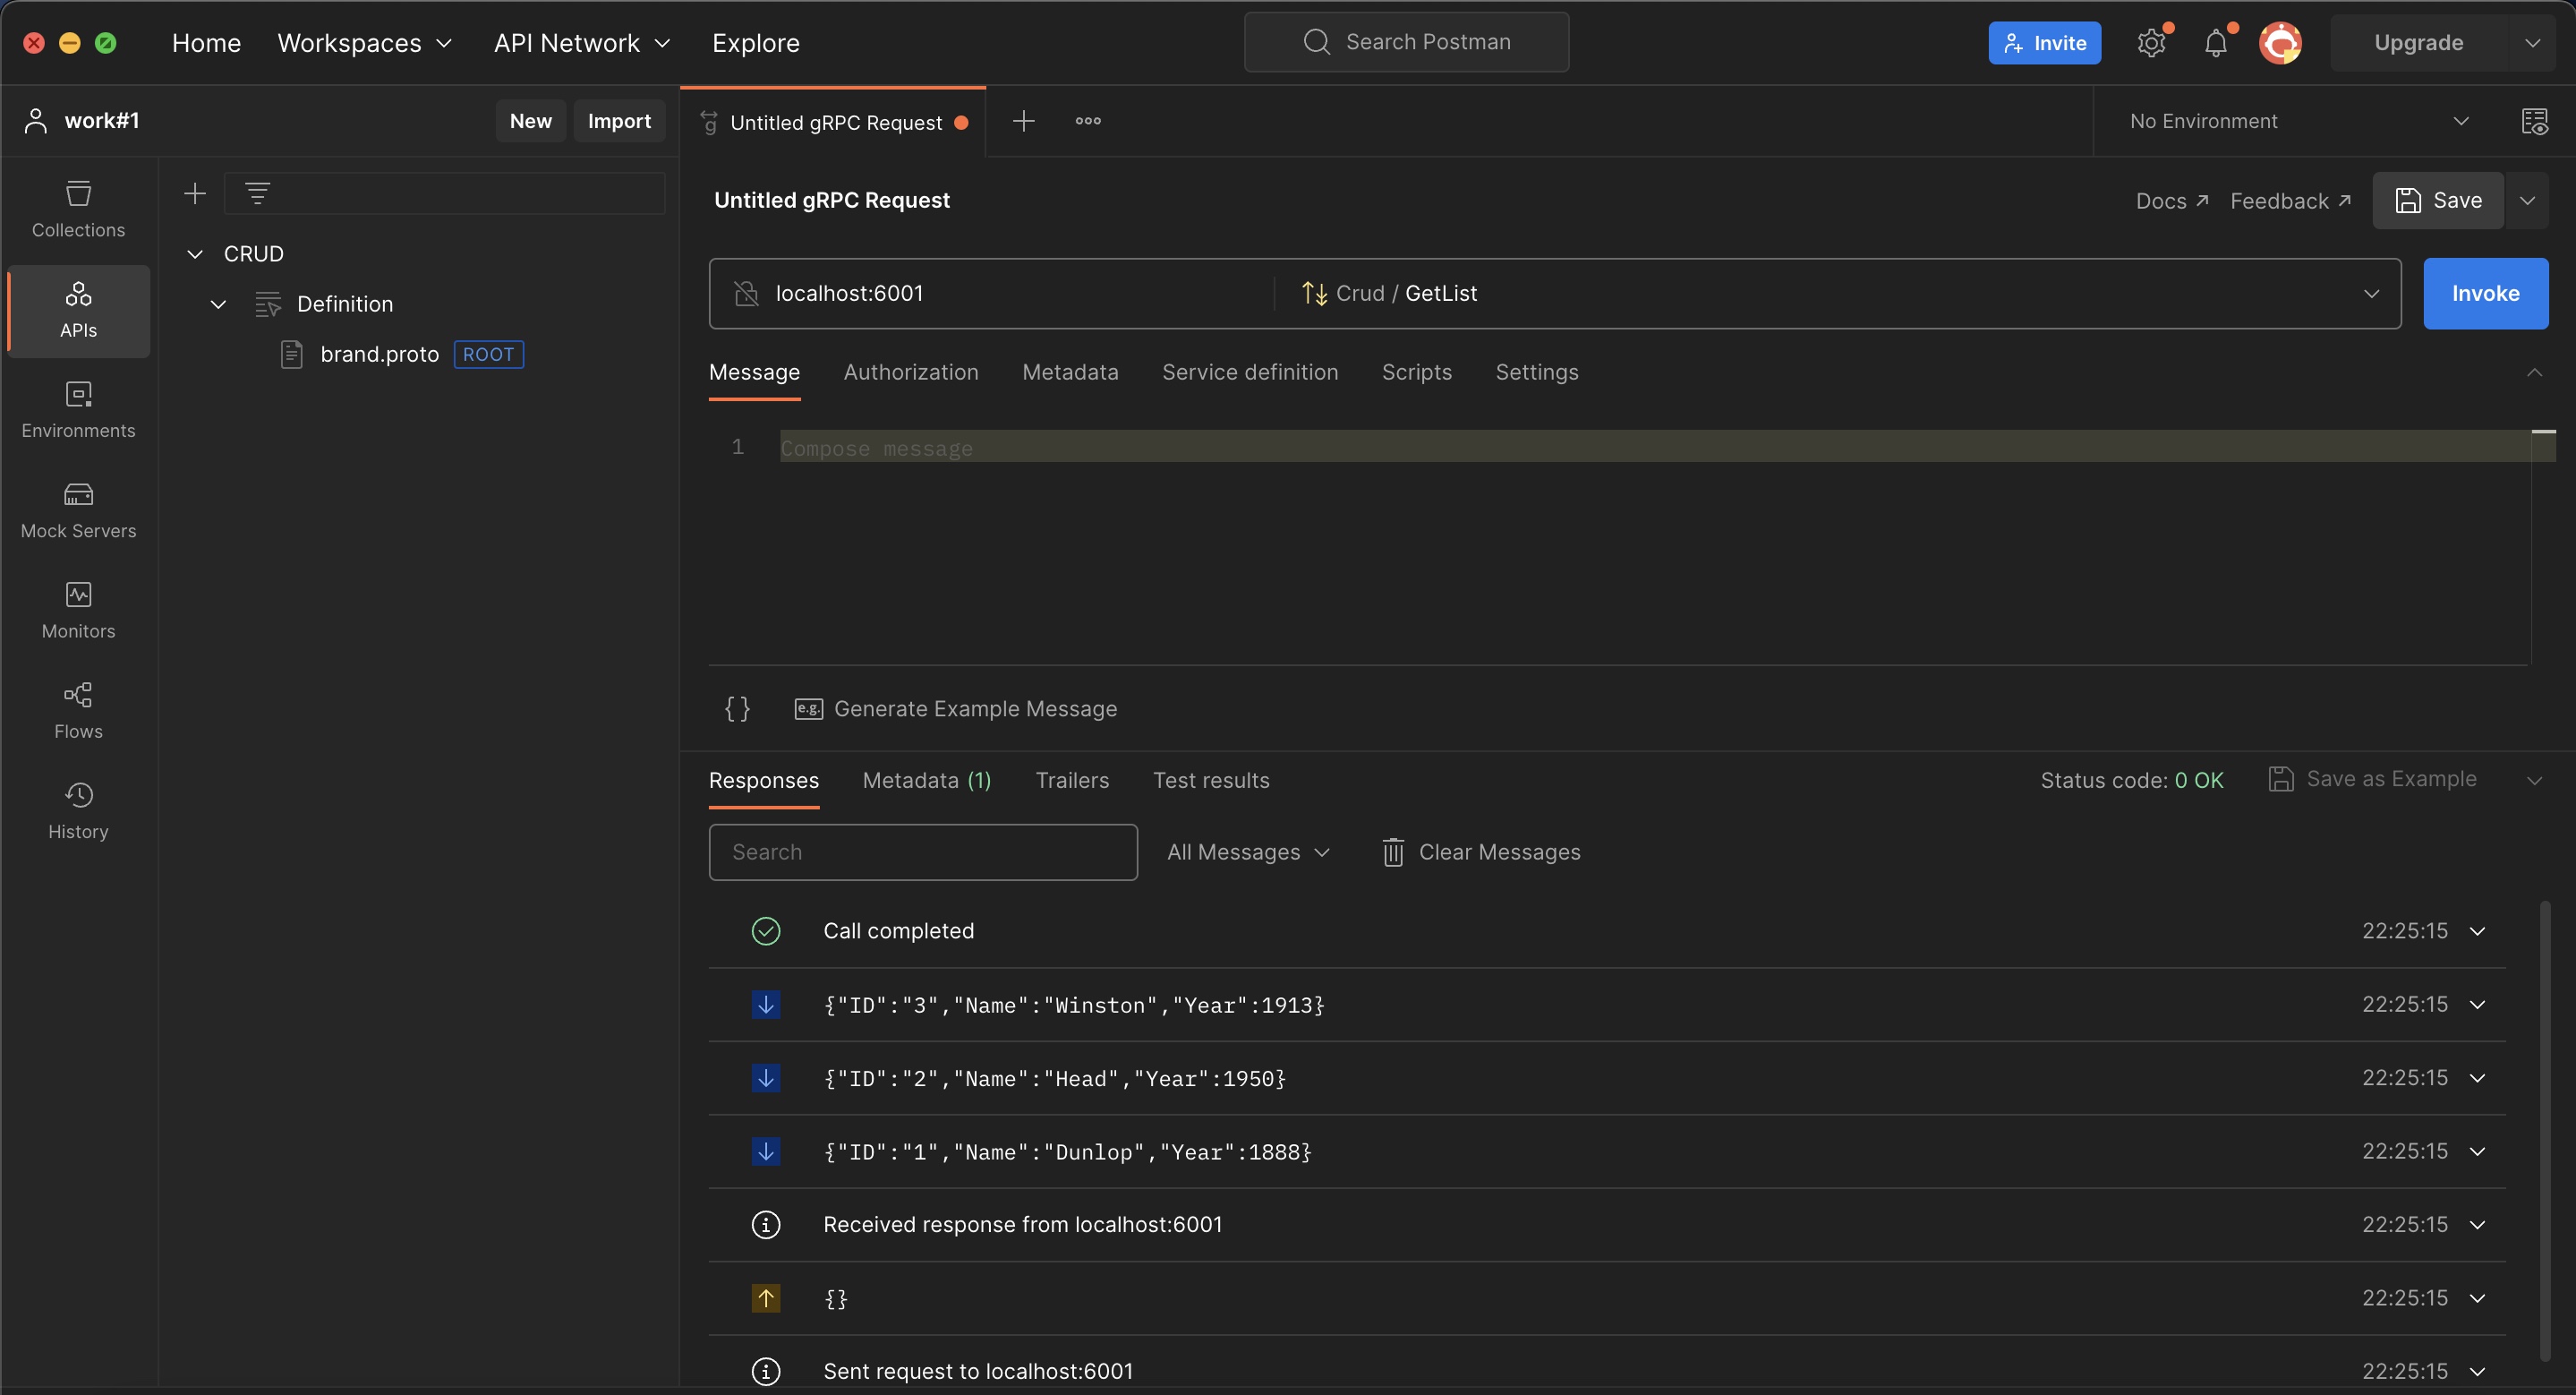 Home Workspaces API Network Explore
Search Postman
Invite
Upgrade
work#1
New Import
Untitled gRPC Request
No Environment
Collections
APIs
Environments
Mock Servers
Monitors
Flows
History
CRUD
Definition
brand.proto ROOT
Untitled gRPC Request
Docs Feedback Save
localhost:6001 Crud / GetList Invoke
Message Authorization Metadata Service definition Scripts Settings
1 Compose message
{} e.g. Generate Example Message
Responses Metadata (1) Trailers Test results Status code: 0 OK Save as Example
Search All Messages Clear Messages
Call completed 22:25:15
{"ID":"3","Name":"Winston","Year":1913} 22:25:15
{"ID":"2","Name":"Head","Year":1950} 22:25:15
{"ID":"1","Name":"Dunlop","Year":1888} 22:25:15
Received response from localhost:6001 22:25:15
{} 22:25:15
Sent request to localhost:6001 22:25:15